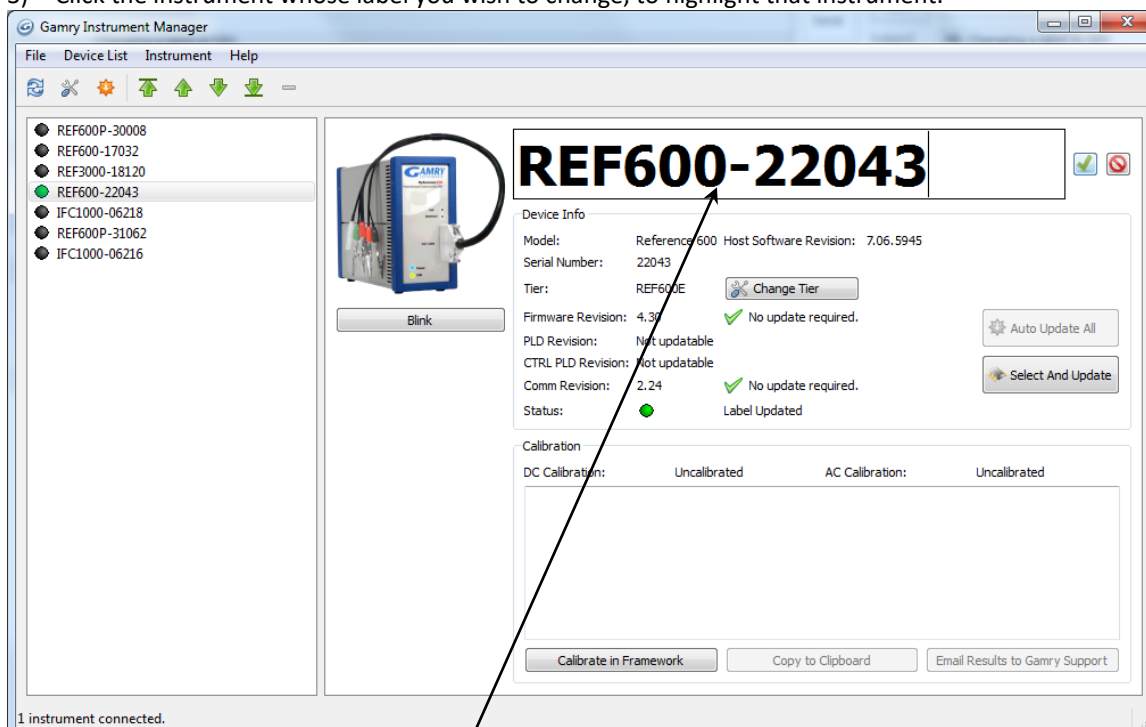 Click the instrument whose label you wish to change, to highlight that instrument.
Gamry Instrument Manager
File Device List Instrument Help
REF600P-30008
REF600-17032
REF3000-18120
REF600-22043
IFC1000-06218
REF600P-31062
IFC1000-06216
GAMRY
Blink
REF600-22043
Device Info
Model: Reference 600 Host Software Revision: 7.06.5945
Serial Number: 22043
Tier: REF600E Change Tier
Firmware Revision: 4.30 No update required.
PLD Revision: Not updatable
CTRL PLD Revision: Not updatable
Comm Revision: 2.24 No update required.
Status: Label Updated
Auto Update All
Select And Update
Calibration
DC Calibration: Uncalibrated AC Calibration: Uncalibrated
Calibrate in Framework Copy to Clipboard Email Results to Gamry Support
1 instrument connected.